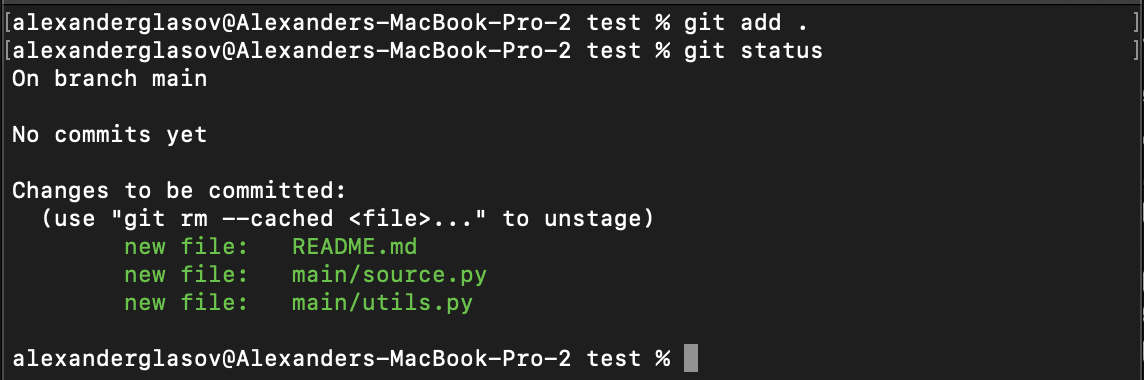 [alexanderglasov@Alexanders-MacBook-Pro-2 test % git add . ]
[alexanderglasov@Alexanders-MacBook-Pro-2 test % git status ]
On branch main
No commits yet
Changes to be committed:
  (use "git rm --cached <file>..." to unstage)
        new file:   README.md
        new file:   main/source.py
        new file:   main/utils.py
alexanderglasov@Alexanders-MacBook-Pro-2 test %